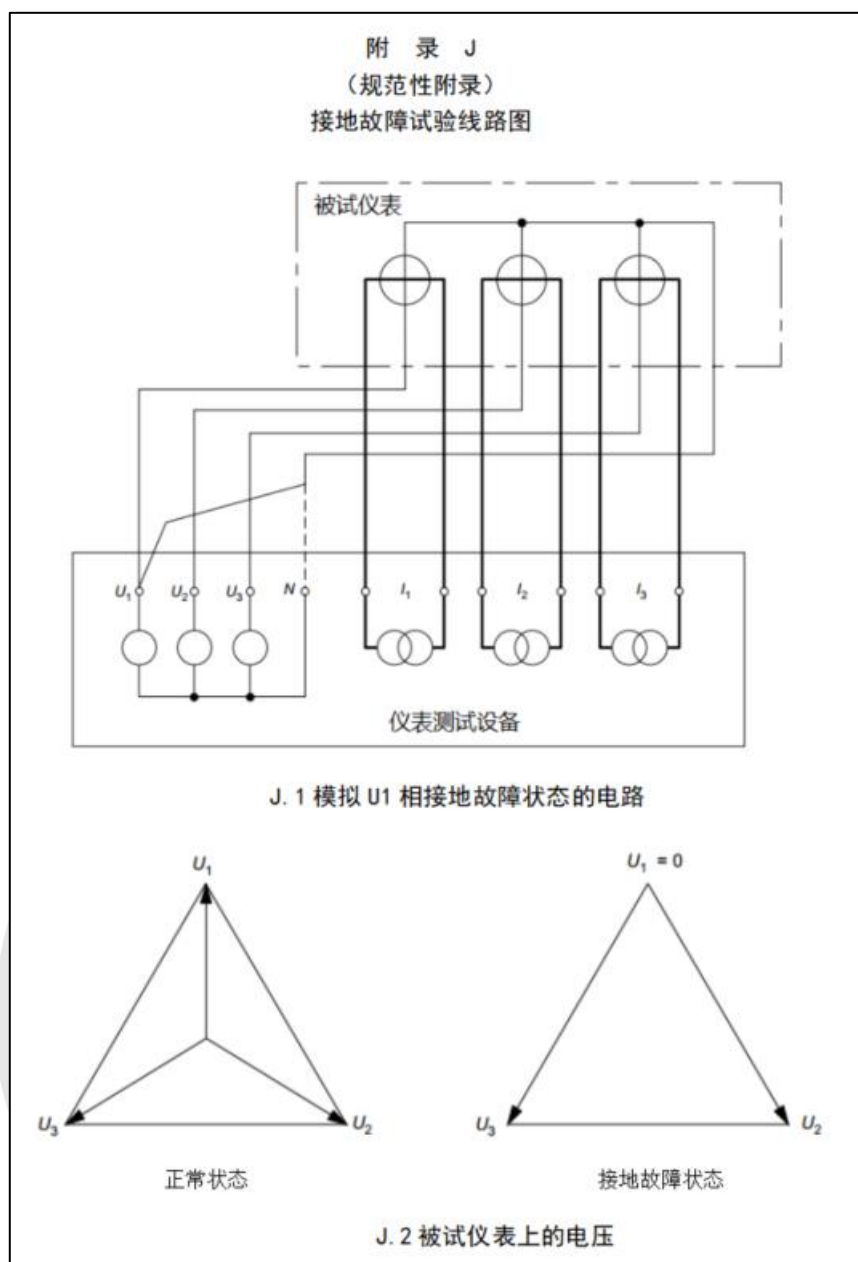 附 录 J
（规范性附录）
接地故障试验线路图
被试仪表
U1 U2 U3 N I1 I2 I3
仪表测试设备
J.1 模拟 U1 相接地故障状态的电路
U1 U1 = 0
U3 U2 U3 U2
正常状态 接地故障状态
J.2 被试仪表上的电压